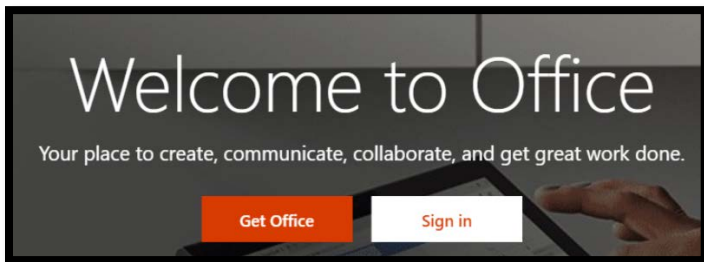 Welcome to Office
Your place to create, communicate, collaborate, and get great work done.
Get Office
Sign in